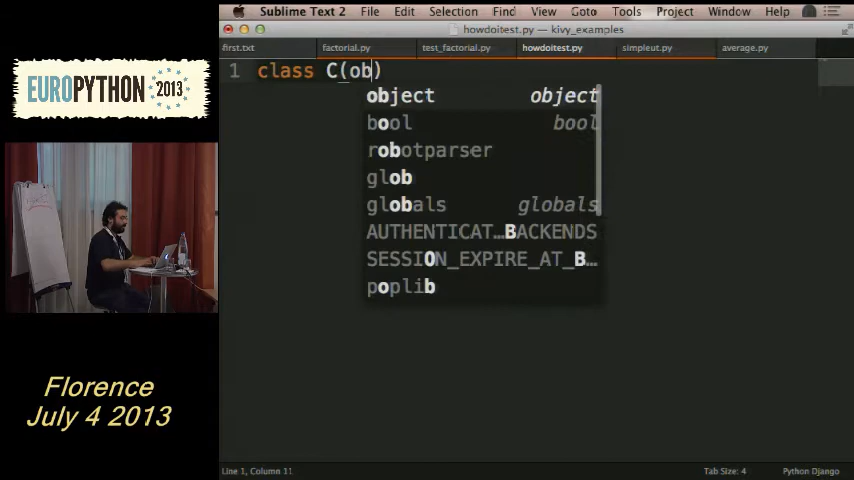 Sublime Text 2 File Edit Selection Find View Goto Tools Project Window Help
howdoitest.py — kivy_examples
first.txt factorial.py test_factorial.py howdoitest.py simpleut.py average.py
EUROPYTHON 2013
1 class C(ob)
object object
bool bool
robotparser
glob
globals globals
AUTHENTICAT…BACKENDS
SESSION_EXPIRE_AT_B…
poplib
Florence
July 4 2013
Line 1, Column 11 Tab Size: 4 Python Django